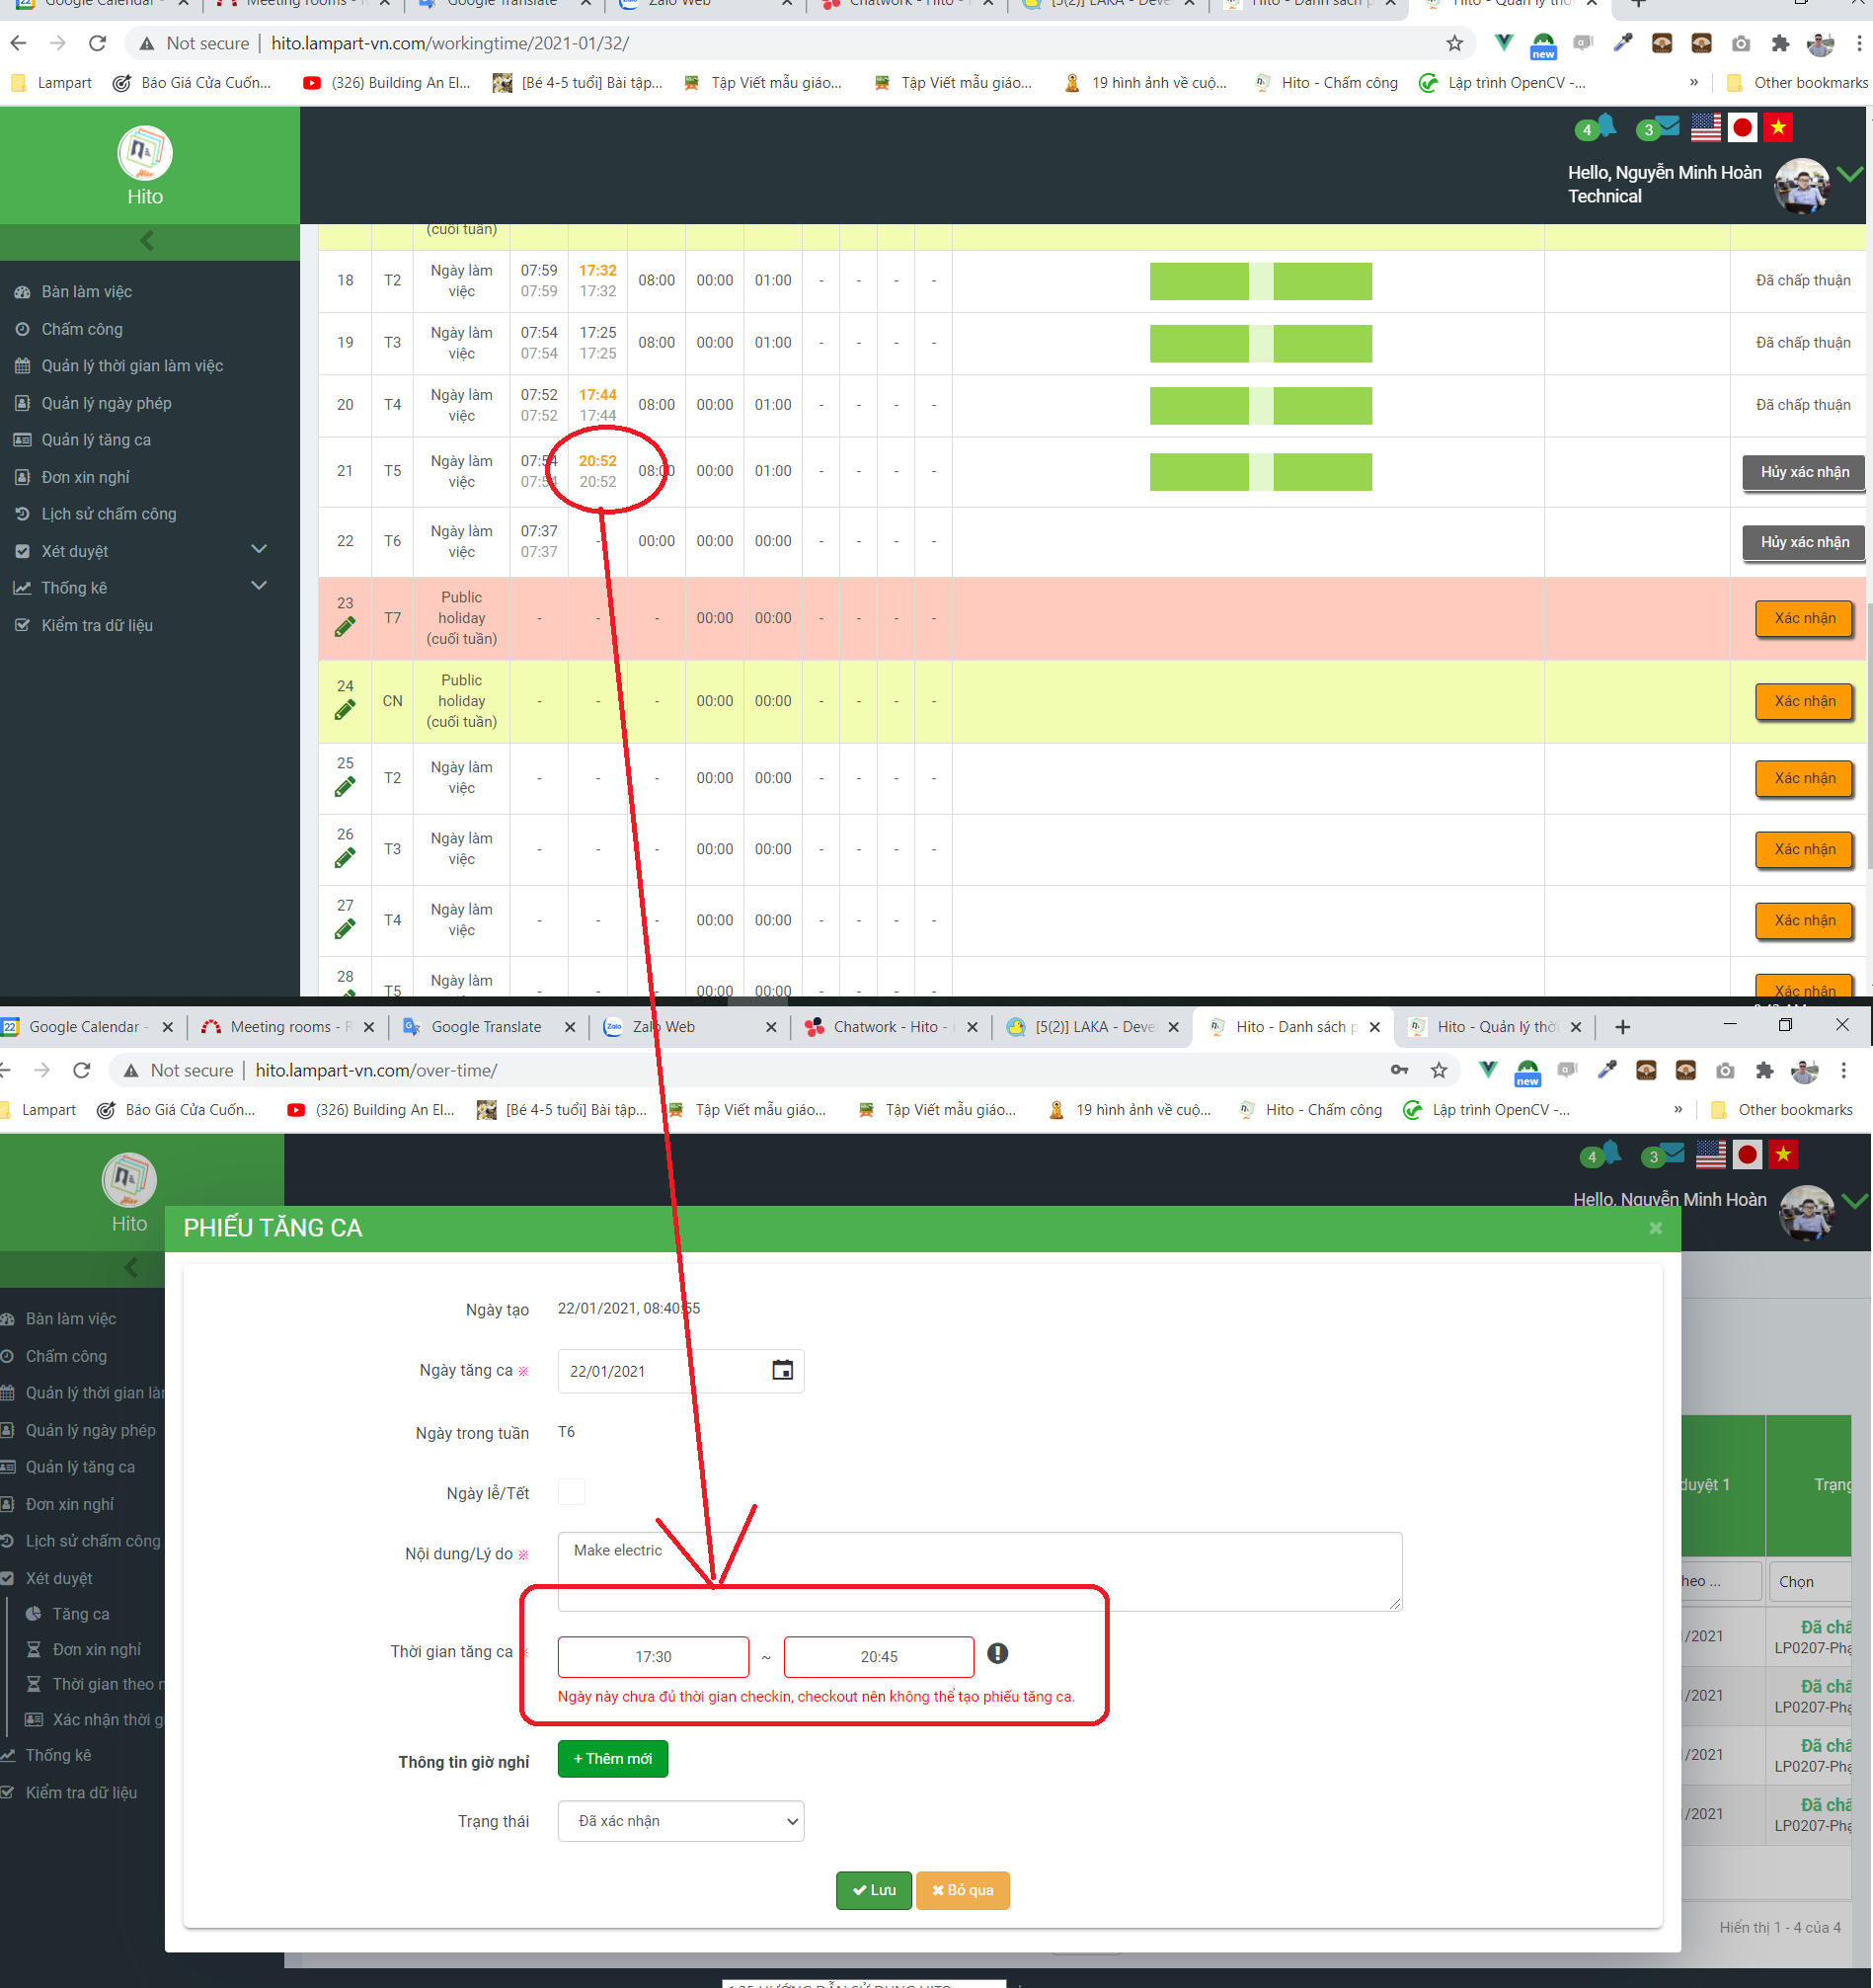 Google Calendar
Meeting rooms - R
Google Translate
Zalo Web
Chatwork - Hito -
[5(2)] LAKA - Deve
Hito - Danh sách p
Hito - Quản lý thờ
Not secure | hito.lampart-vn.com/workingtime/2021-01/32/
new
Lampart
Báo Giá Cửa Cuốn...
(326) Building An El...
[Bé 4-5 tuổi] Bài tập...
Tập Viết mẫu giáo...
Tập Viết mẫu giáo...
19 hình ảnh về cuộ...
Hito - Chấm công
Lập trình OpenCV -...
»
Other bookmarks
4
3
Hello, Nguyễn Minh Hoàn
Technical
Hito
Bàn làm việc
Chấm công
Quản lý thời gian làm việc
Quản lý ngày phép
Quản lý tăng ca
Đơn xin nghỉ
Lịch sử chấm công
Xét duyệt
Thống kê
Kiểm tra dữ liệu
(cuối tuần)
18 T2 Ngày làm việc 07:59 07:59 17:32 17:32 08:00 00:00 01:00 - - - - Đã chấp thuận
19 T3 Ngày làm việc 07:54 07:54 17:25 17:25 08:00 00:00 01:00 - - - - Đã chấp thuận
20 T4 Ngày làm việc 07:52 07:52 17:44 17:44 08:00 00:00 01:00 - - - - Đã chấp thuận
21 T5 Ngày làm việc 07:54 07:54 20:52 20:52 08:00 00:00 01:00 - - - - Hủy xác nhận
22 T6 Ngày làm việc 07:37 07:37 - 00:00 00:00 00:00 - - - - Hủy xác nhận
23 T7 Public holiday (cuối tuần) - - - 00:00 00:00 - - - - Xác nhận
24 CN Public holiday (cuối tuần) - - - 00:00 00:00 - - - - Xác nhận
25 T2 Ngày làm việc - - - 00:00 00:00 - - - - Xác nhận
26 T3 Ngày làm việc - - - 00:00 00:00 - - - - Xác nhận
27 T4 Ngày làm việc - - - 00:00 00:00 - - - - Xác nhận
28 T5 Ngày làm - - - 00:00 00:00 - - - - Xác nhận
22
Google Calendar -
Meeting rooms - R
Google Translate
Zalo
Zalo Web
Chatwork - Hito -
[5(2)] LAKA - Deve
Hito - Danh sách p
Hito - Quản lý thờ
Not secure | hito.lampart-vn.com/over-time/
new
Lampart
Báo Giá Cửa Cuốn...
(326) Building An El...
[Bé 4-5 tuổi] Bài tập...
Tập Viết mẫu giáo...
Tập Viết mẫu giáo...
19 hình ảnh về cuộ...
Hito - Chấm công
Lập trình OpenCV -...
»
Other bookmarks
4
3
Hello, Nguyễn Minh Hoàn
Hito
Bàn làm việc
Chấm công
Quản lý thời gian làn
Quản lý ngày phép
Quản lý tăng ca
Đơn xin nghỉ
Lịch sử chấm công
Xét duyệt
Tăng ca
Đơn xin nghỉ
Thời gian theo n
Xác nhận thời gi
Thống kê
Kiểm tra dữ liệu
PHIẾU TĂNG CA
Ngày tạo 22/01/2021, 08:40:55
Ngày tăng ca ※ 22/01/2021
Ngày trong tuần T6
Ngày lễ/Tết
Nội dung/Lý do ※ Make electric
Thời gian tăng ca ※ 17:30 ~ 20:45
Ngày này chưa đủ thời gian checkin, checkout nên không thể tạo phiếu tăng ca.
Thông tin giờ nghỉ + Thêm mới
Trạng thái Đã xác nhận
Lưu Bỏ qua
duyệt 1 Trạng
heo ... Chọn
/2021 Đã chấ
LP0207-Phạ
/2021 Đã chấ
LP0207-Phạ
/2021 Đã chấ
LP0207-Phạ
/2021 Đã chấ
LP0207-Phạ
Hiển thị 1 - 4 của 4